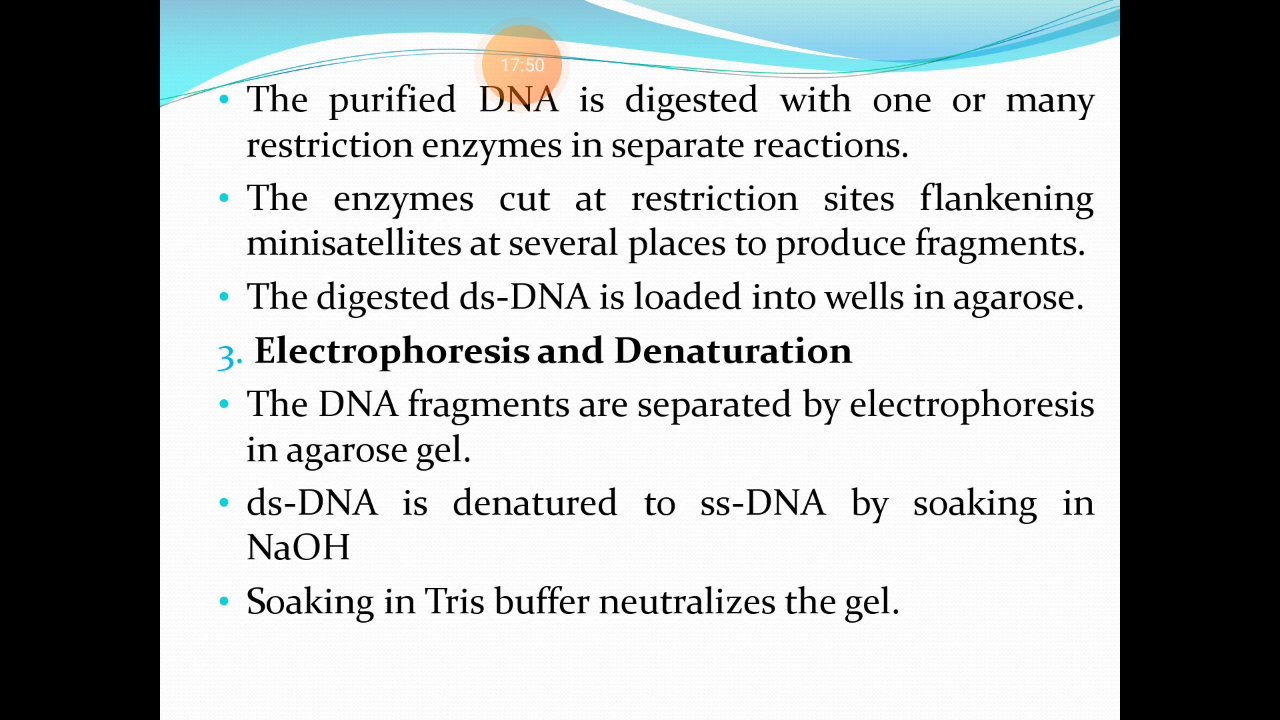 17:50
• The purified DNA is digested with one or many
restriction enzymes in separate reactions.
• The enzymes cut at restriction sites flankening
minisatellites at several places to produce fragments.
• The digested ds-DNA is loaded into wells in agarose.
3. Electrophoresis and Denaturation
• The DNA fragments are separated by electrophoresis
in agarose gel.
• ds-DNA is denatured to ss-DNA by soaking in
NaOH
• Soaking in Tris buffer neutralizes the gel.